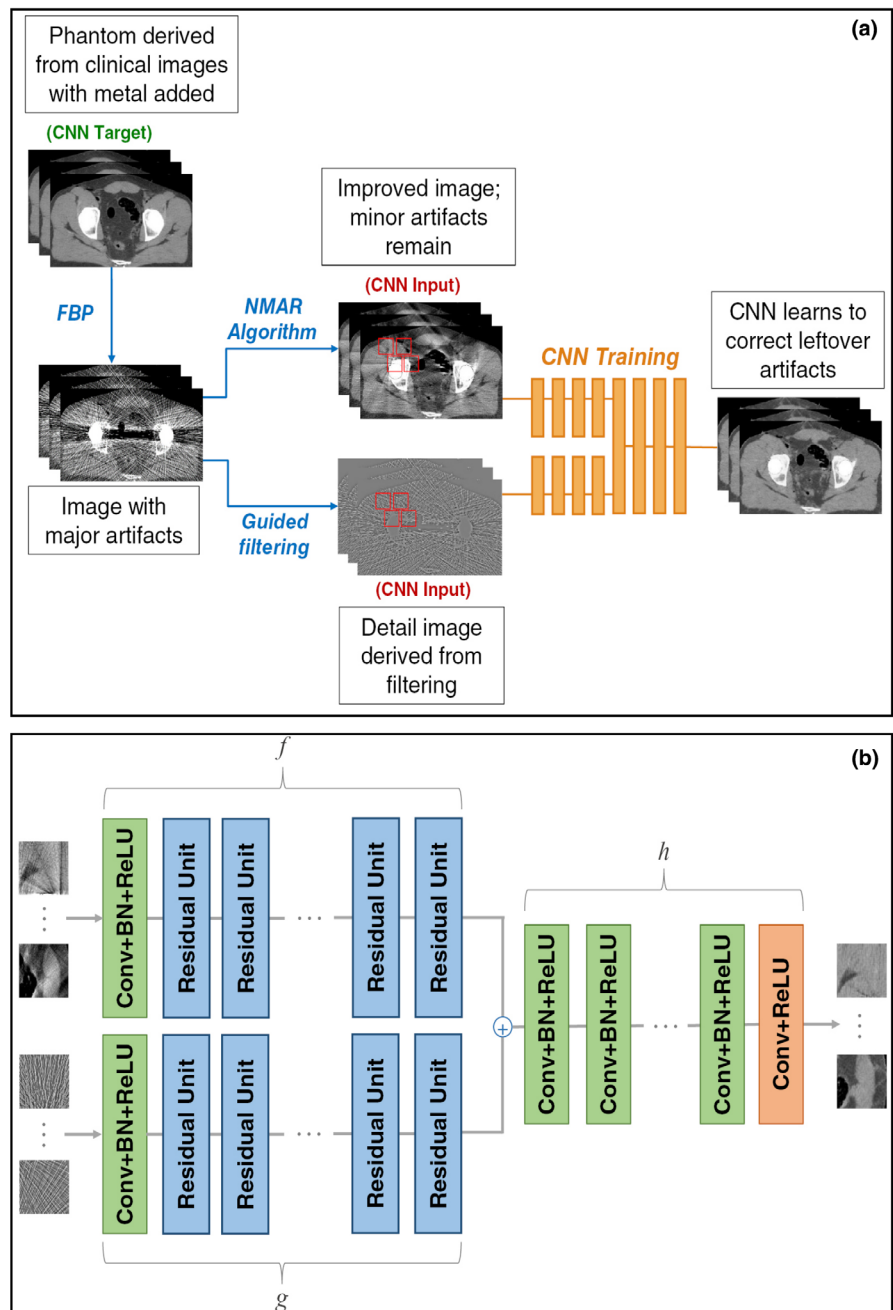 (a)
Phantom derived
from clinical images
with metal added
(CNN Target)
FBP
Image with
major artifacts
NMAR
Algorithm
Guided
filtering
Improved image;
minor artifacts
remain
(CNN Input)
(CNN Input)
Detail image
derived from
filtering
CNN Training
CNN learns to
correct leftover
artifacts
(b)
f
Conv+BN+ReLU
Residual Unit
Residual Unit
...
Residual Unit
Residual Unit
Conv+BN+ReLU
Residual Unit
Residual Unit
...
Residual Unit
Residual Unit
g
+
h
Conv+BN+ReLU
Conv+BN+ReLU
...
Conv+BN+ReLU
Conv+ReLU